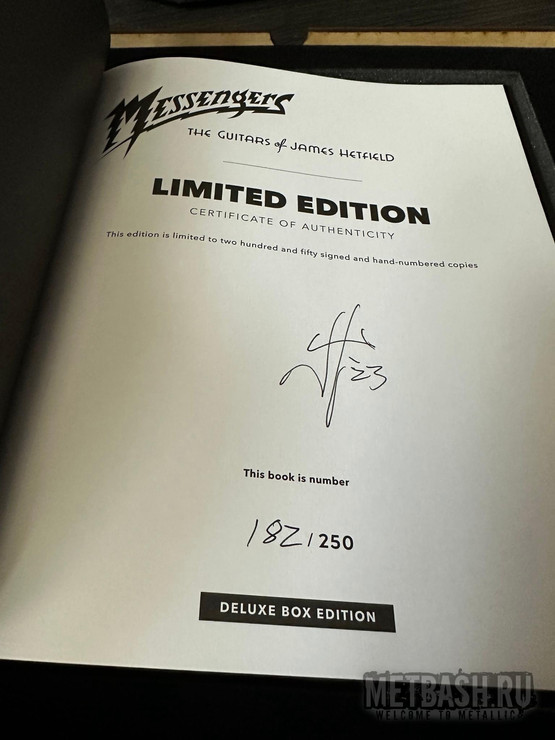 MESSENGERS
THE GUITARS of JAMES HETFIELD
LIMITED EDITION
CERTIFICATE OF AUTHENTICITY
This edition is limited to two hundred and fifty signed and hand-numbered copies
'23
This book is number
182/250
DELUXE BOX EDITION
METBASH.RU
WELCOME TO METALLIC